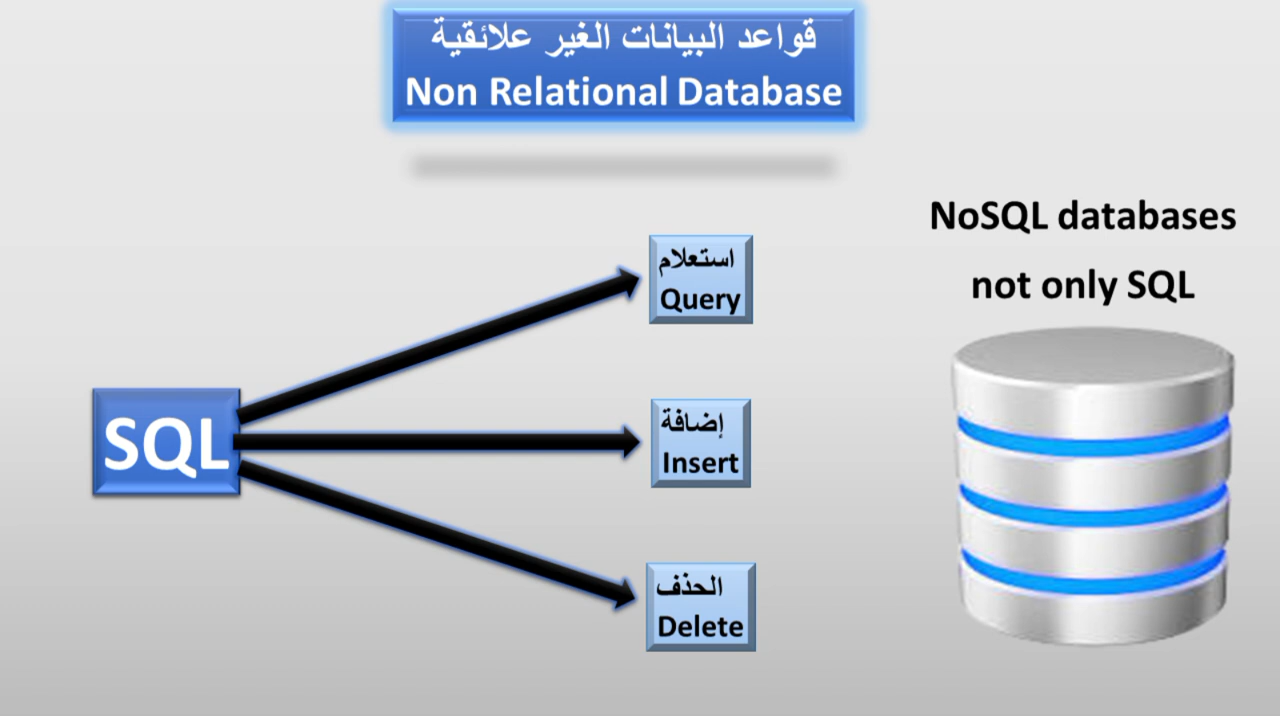 قواعد البيانات الغير علائقية
Non Relational Database
NoSQL databases
not only SQL
استعلام
Query
SQL
إضافة
Insert
الحذف
Delete